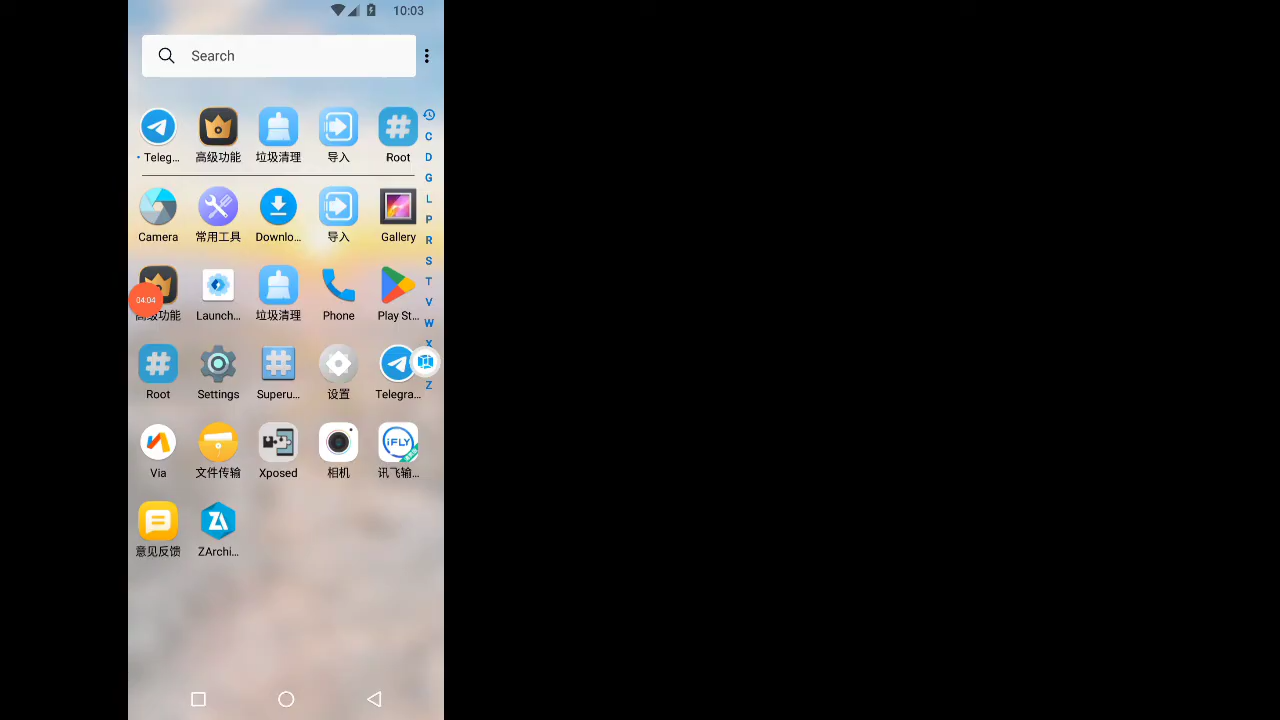 10:03
Search
Teleg...
高级功能
垃圾清理
导入
Root
C
D
G
L
P
R
S
T
V
W
X
Z
Camera
常用工具
Downlo...
导入
Gallery
04:04
高级功能
Launch...
垃圾清理
Phone
Play St...
Root
Settings
Superu...
设置
Telegra...
Via
文件传输
Xposed
相机
iFLY
讯飞输...
意见反馈
ZA
ZArchi...